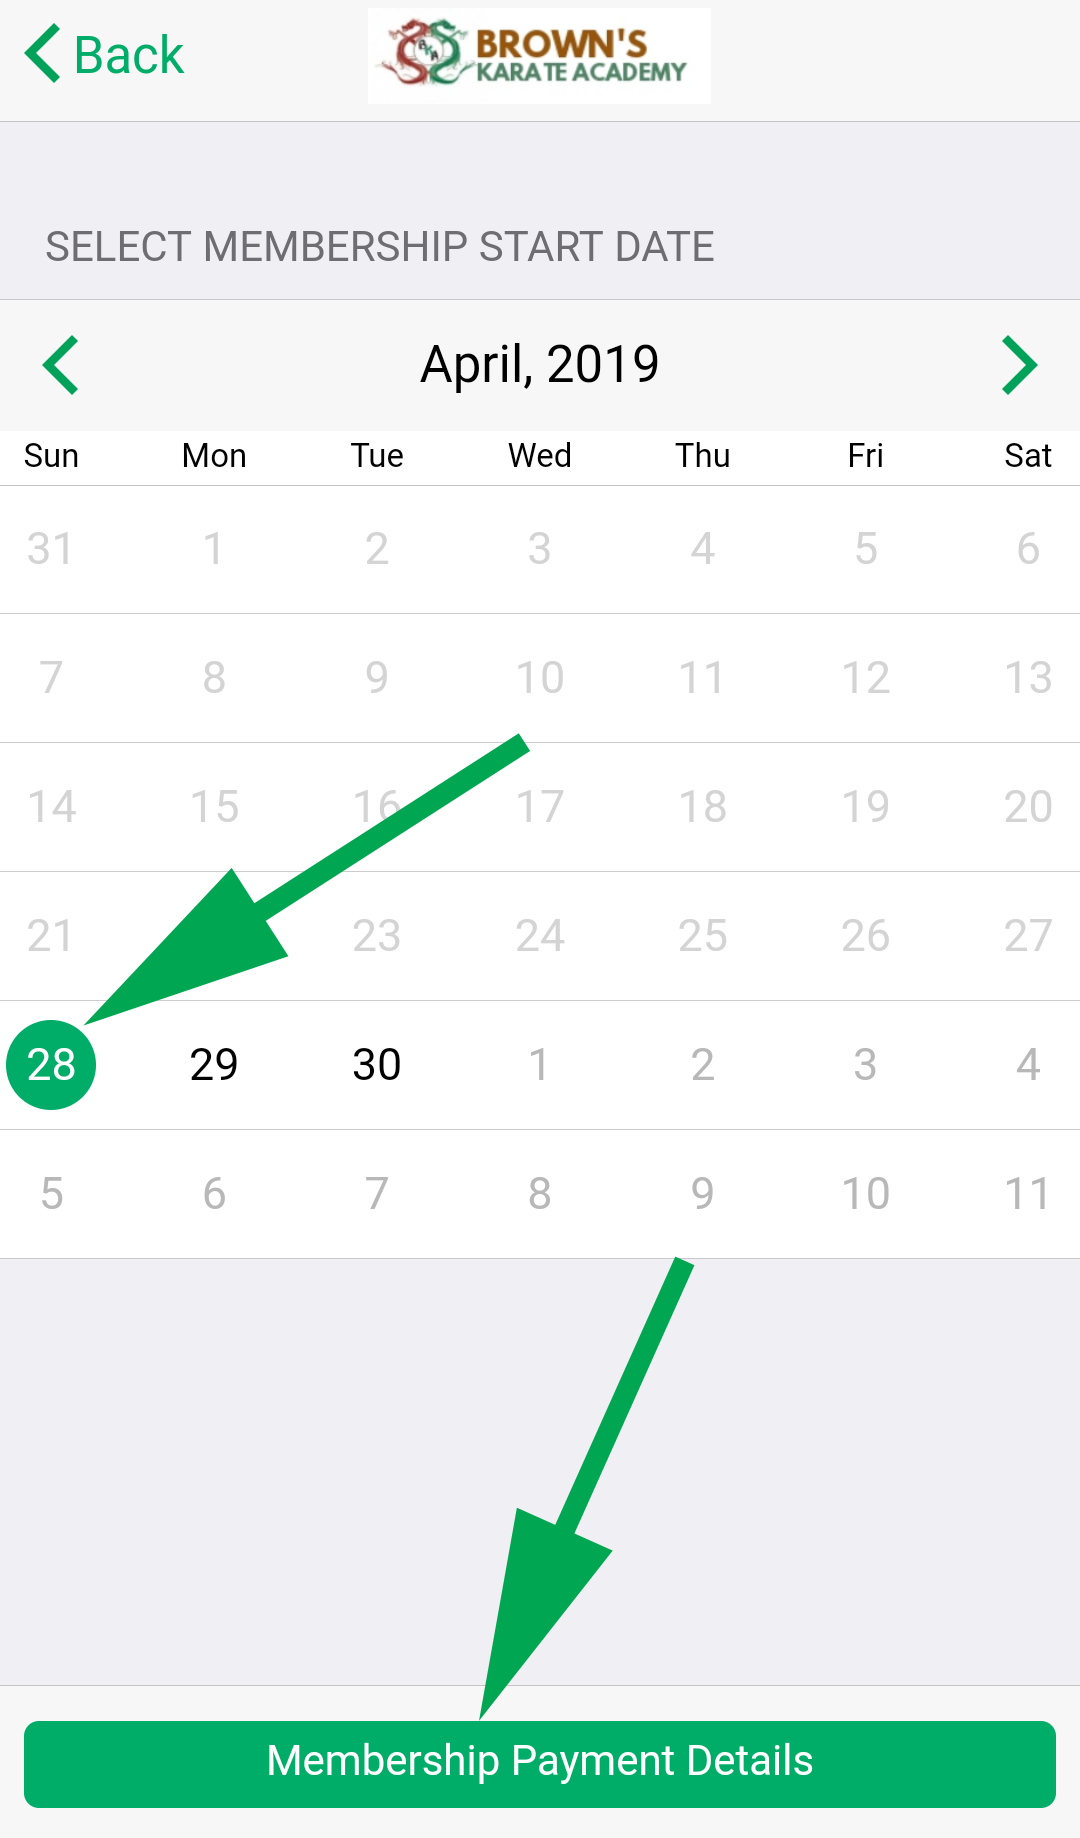 Back
BKA
BROWN'S
KARATE ACADEMY
SELECT MEMBERSHIP START DATE
April, 2019
Sun Mon Tue Wed Thu Fri Sat
31 1 2 3 4 5 6
7 8 9 10 11 12 13
14 15 16 17 18 19 20
21 23 24 25 26 27
28 29 30 1 2 3 4
5 6 7 8 9 10 11
Membership Payment Details